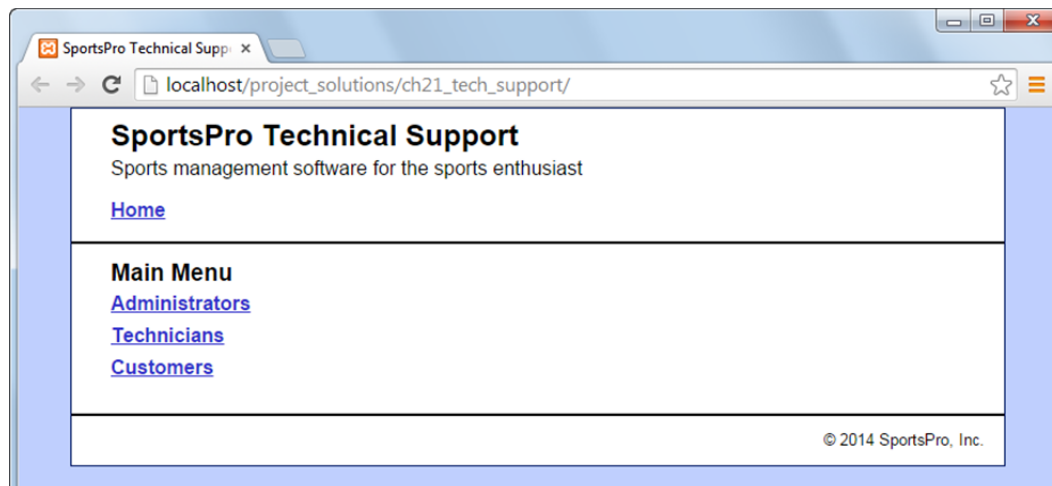 SportsPro Technical Supp
localhost/project_solutions/ch21_tech_support/
SportsPro Technical Support
Sports management software for the sports enthusiast
Home
Main Menu
Administrators
Technicians
Customers
© 2014 SportsPro, Inc.